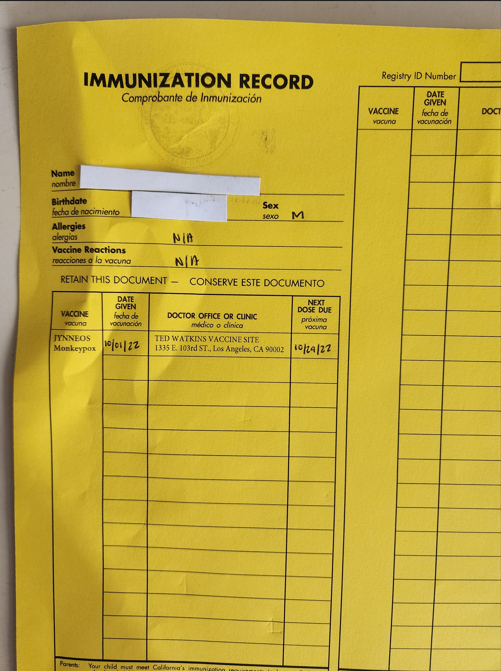 IMMUNIZATION RECORD
Comprobante de Inmunización
Name
nombre
Birthdate
fecha de nacimiento
Sex
sexo M
Allergies
alergias N/A
Vaccine Reactions
reacciones a la vacuna N/A
RETAIN THIS DOCUMENT — CONSERVE ESTE DOCUMENTO
VACCINE
vacuna
DATE
GIVEN
fecha de
vacunación
DOCTOR OFFICE OR CLINIC
médico o clínica
NEXT
DOSE DUE
próxima
vacuna
JYNNEOS
Monkeypox
10/01/22
TED WATKINS VACCINE SITE
1335 E. 103rd ST., Los Angeles, CA 90002
10/29/22
Parents: Your child must meet California's immunization
Registry ID Number
VACCINE
vacuna
DATE
GIVEN
fecha de
vacunación
DOCT